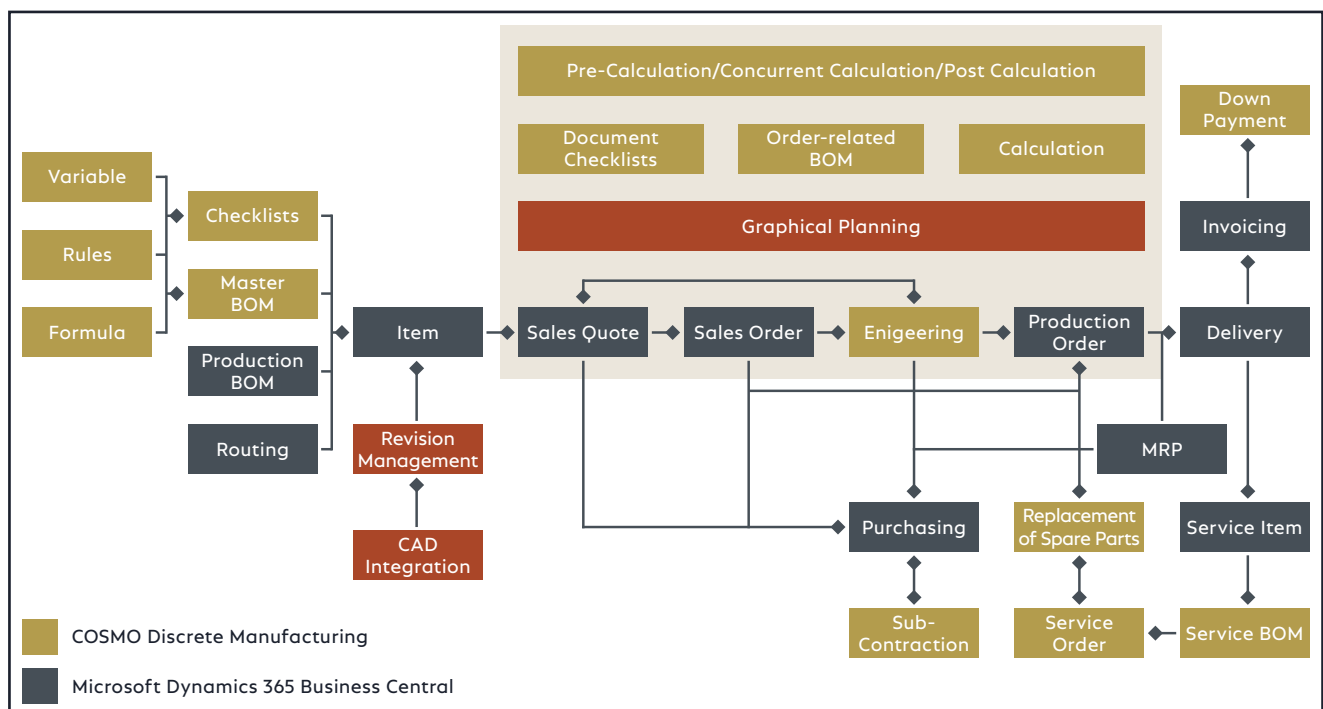 Pre-Calculation/Concurrent Calculation/Post Calculation
Down
Payment
Document
Checklists
Order-related
BOM
Calculation
Variable
Checklists
Graphical Planning
Invoicing
Rules
Master
BOM
Formula
Item
Sales Quote
Sales Order
Enigeering
Production
Order
Delivery
Production
BOM
Routing
Revision
Management
MRP
CAD
Integration
Purchasing
Replacement
of Spare Parts
Service Item
Sub-
Contraction
Service
Order
Service BOM
COSMO Discrete Manufacturing
Microsoft Dynamics 365 Business Central